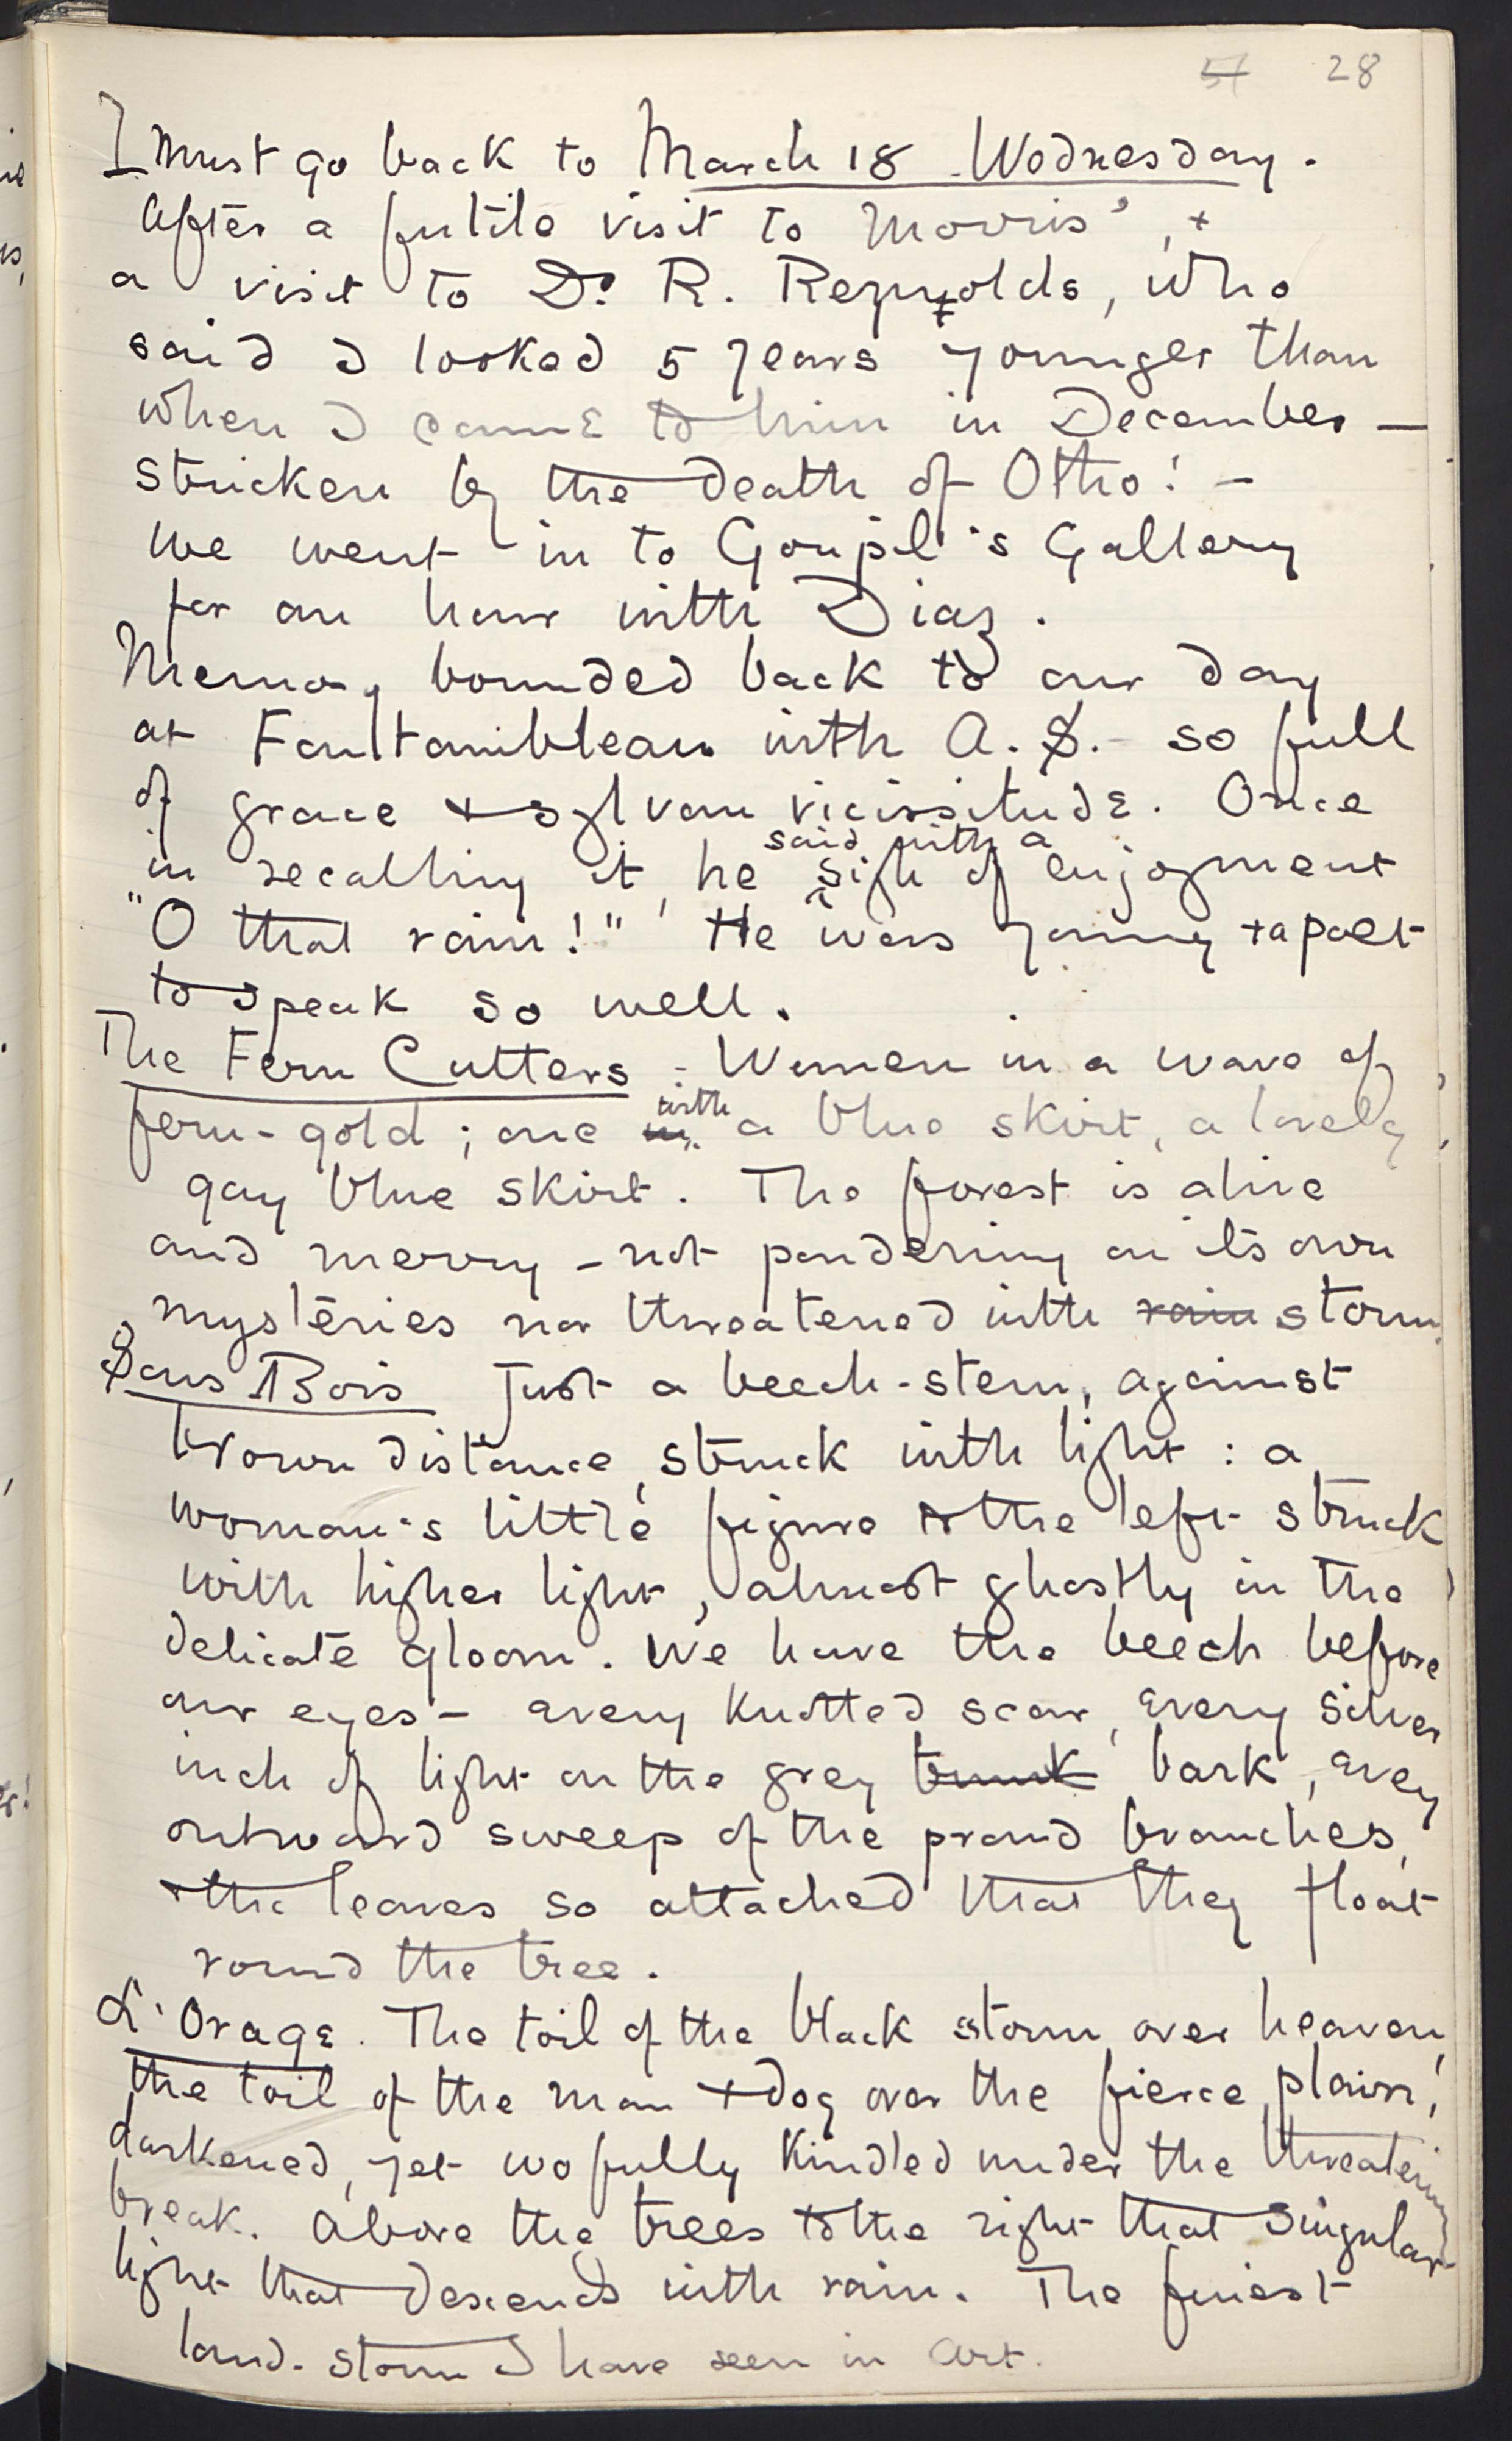 28
I must go back to March 18 Wednesday.
After a futile visit to Morris', +
a visit to Dr R. Reynolds, who
said I looked 5 years younger than
when I came to him in December —
stricken by the death of Otho! —
we went in to Goupil's Gallery
for an hour with Diaz.
Memory bounded back to our day
at Fontainbleau with A. S. — so full
of grace + sylvan vicissitude. Once
in recalling it, he said with a sigh of enjoyment
"O that rain!" He was young + a poet
to speak so well.
The Fern Cutters - Women in a wave of
fern-gold; one in with a blue skirt, a lovely
gay blue skirt. The forest is alive
and merry - not pondering on its own
mysteries nor threatened with rain storm.
Sous Bois Just a beech-stem, against
brown distance, struck with light: a
woman's little figure to the left struck
with higher light, almost ghostly in the
delicate gloom. We have the beech before
our eyes - every knotted scar, every silver
inch of light on the grey trunk bark, every
outward sweep of the proud branches,
+ the leaves so attached that they float
round the tree.
L'Orage. The toil of the black storm over heaven,
the toil of the man + dog over the fierce plain,
darkened, yet wofully kindled under the threatening
break. Above the trees to the right that singular
light that descends with rain. The finest
land-storm I have seen in Art.